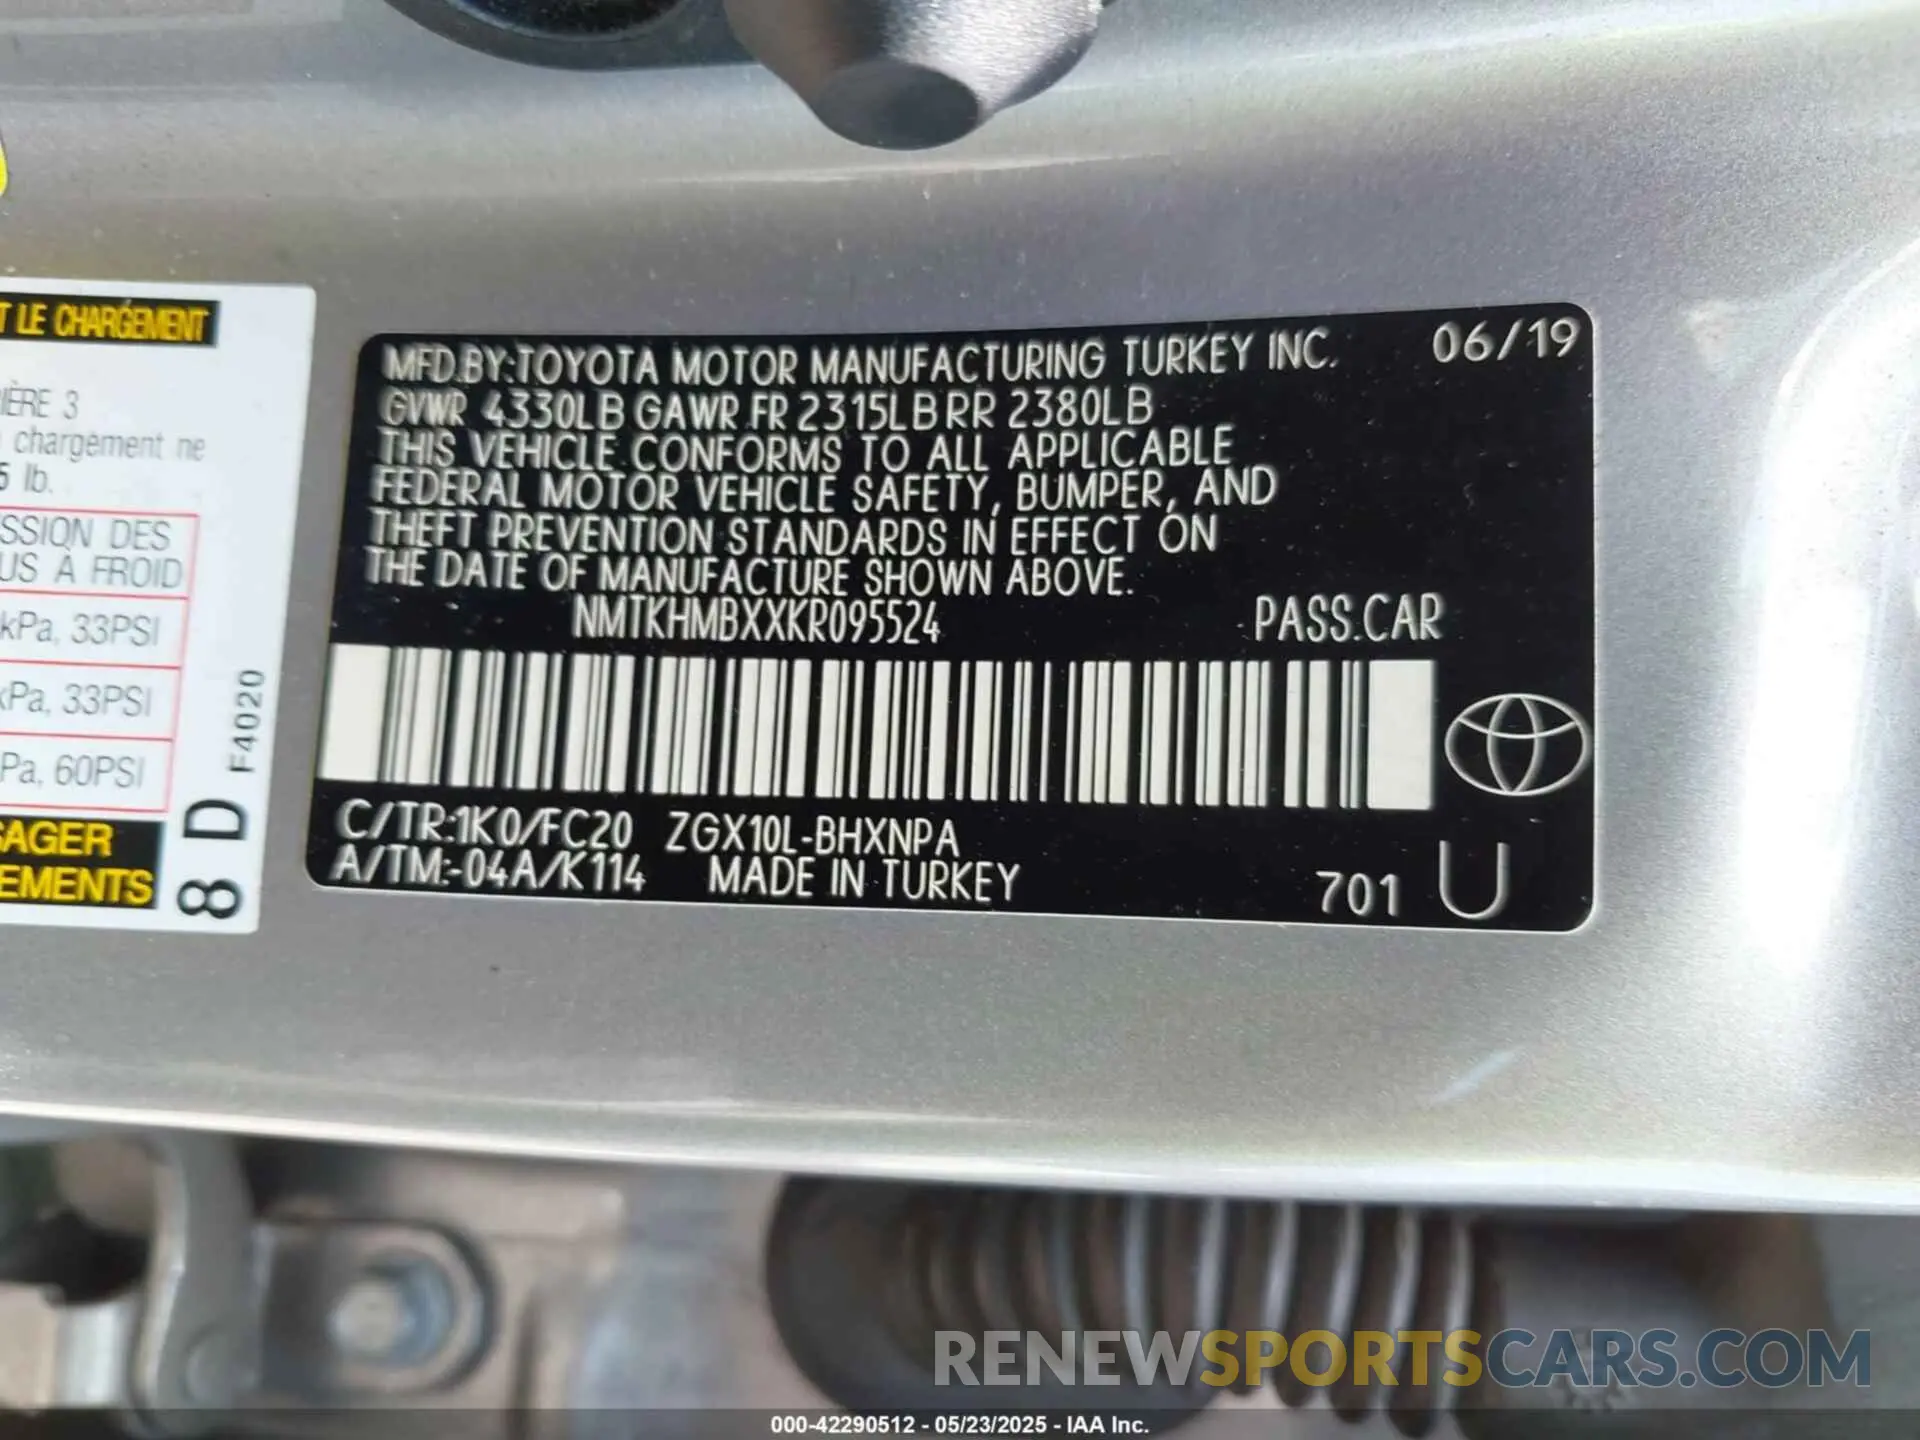 T LE CHARGEMENT
IÈRE 3
chargement ne
5 lb.
SSION DES
US À FROID
kPa, 33PSI
kPa, 33PSI
Pa, 60PSI
SAGER
EMENTS
8 D F4020
MFD.BY:TOYOTA MOTOR MANUFACTURING TURKEY INC. 06/19
GVWR 4330LB GAWR FR 2315LB RR 2380LB
THIS VEHICLE CONFORMS TO ALL APPLICABLE
FEDERAL MOTOR VEHICLE SAFETY, BUMPER, AND
THEFT PREVENTION STANDARDS IN EFFECT ON
THE DATE OF MANUFACTURE SHOWN ABOVE.
NMTKHMBXXKR095524 PASS.CAR
C/TR:1K0/FC20 ZGX10L-BHXNPA
A/TM:-04A/K114 MADE IN TURKEY 701 U
RENEWSPORTSCARS.COM
000-42290512 - 05/23/2025 - IAA Inc.